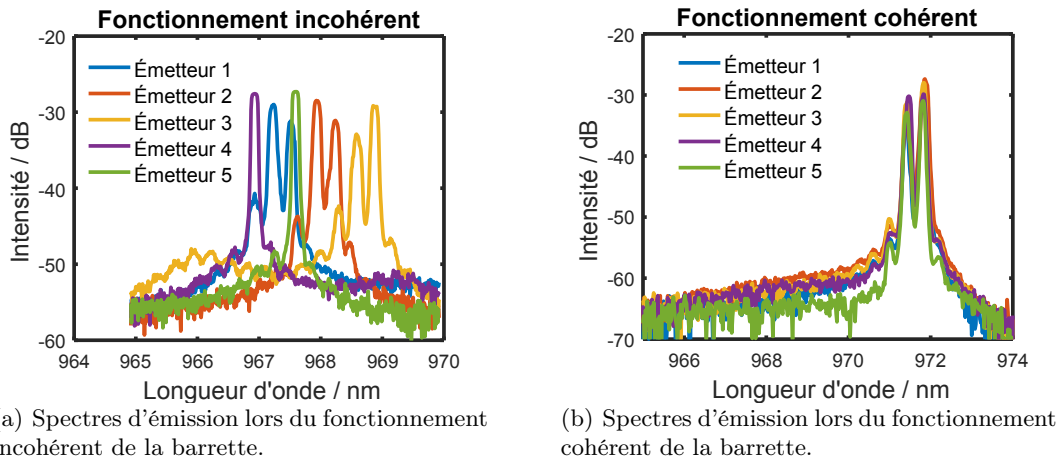 Fonctionnement incohérent
-20
-30
-40
-50
-60
Intensité / dB
Émetteur 1
Émetteur 2
Émetteur 3
Émetteur 4
Émetteur 5
964 965 966 967 968 969 970
Longueur d'onde / nm
a) Spectres d'émission lors du fonctionnement
ncohérent de la barrette.
Fonctionnement cohérent
-20
-30
-40
-50
-60
-70
Intensité / dB
Émetteur 1
Émetteur 2
Émetteur 3
Émetteur 4
Émetteur 5
966 968 970 972 974
Longueur d'onde / nm
(b) Spectres d'émission lors du fonctionnement
cohérent de la barrette.